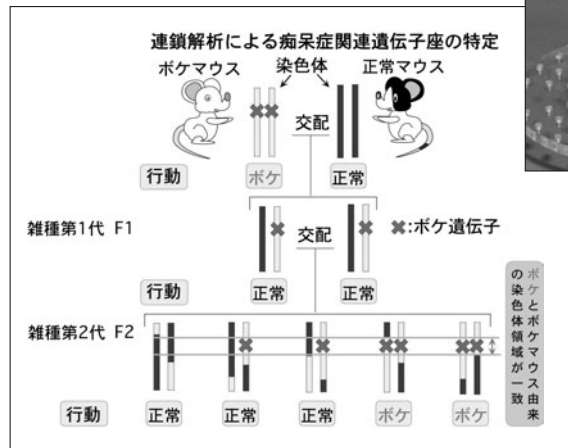 連鎖解析による痴呆症関連遺伝子座の特定
ボケマウス
染色体
正常マウス
交配
行動
ボケ
正常
雑種第1代 F1
交配
✖:ボケ遺伝子
行動
正常
正常
雑種第2代 F2
ボケとボケマウス由来
の染色体領域が一致
行動
正常
正常
正常
ボケ
ボケ